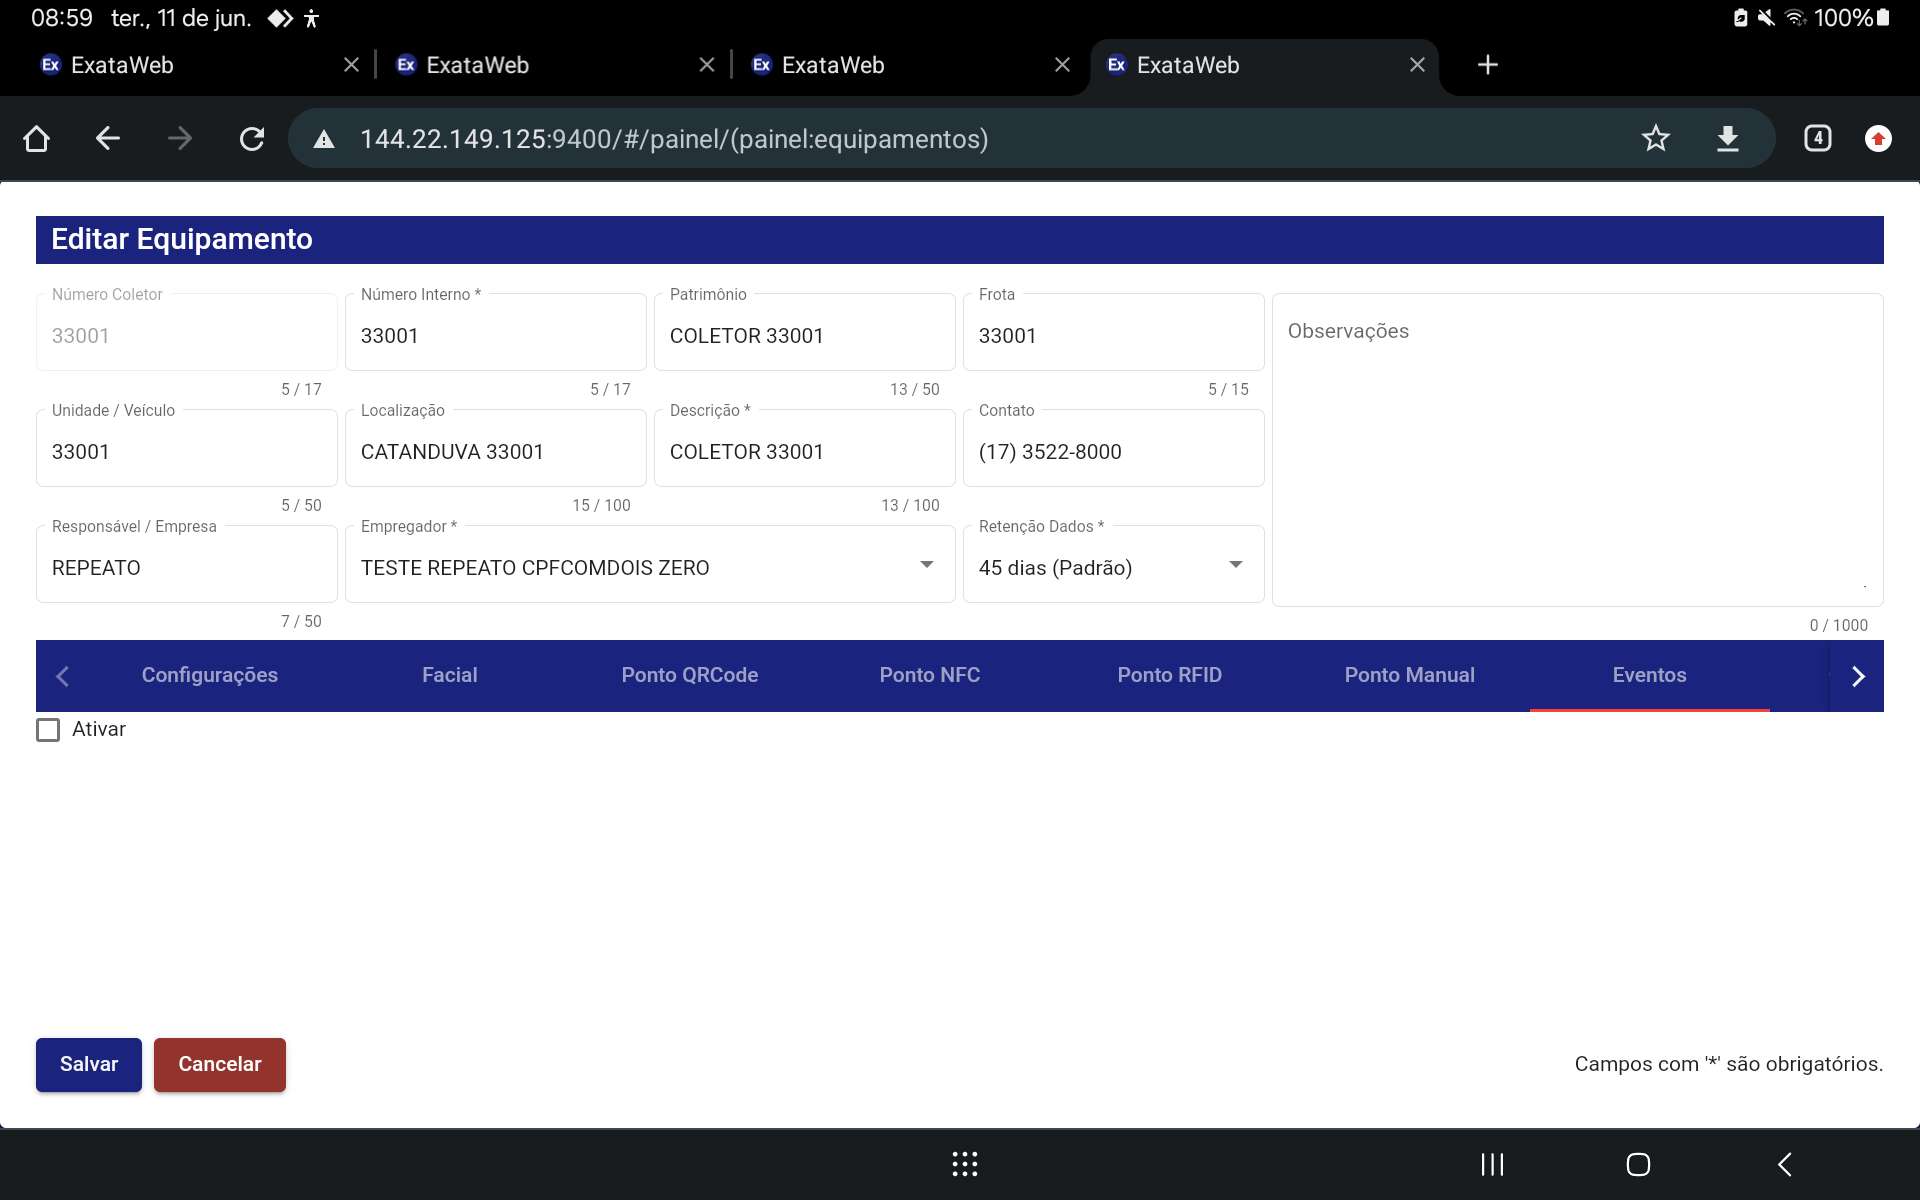 08:59 ter., 11 de jun. 100%
Ex ExataWeb Ex ExataWeb Ex ExataWeb Ex ExataWeb
144.22.149.125:9400/#/painel/(painel:equipamentos) 4
Editar Equipamento
Número Coletor Número Interno * Patrimônio Frota
33001 33001 COLETOR 33001 33001 Observações
5 / 17 5 / 17 13 / 50 5 / 15
Unidade / Veículo Localização Descrição * Contato
33001 CATANDUVA 33001 COLETOR 33001 (17) 3522-8000
5 / 50 15 / 100 13 / 100
Responsável / Empresa Empregador * Retenção Dados *
REPEATO TESTE REPEATO CPFCOMDOIS ZERO 45 dias (Padrão)
7 / 50 0 / 1000
Configurações Facial Ponto QRCode Ponto NFC Ponto RFID Ponto Manual Eventos
Ativar
Salvar Cancelar Campos com '*' são obrigatórios.